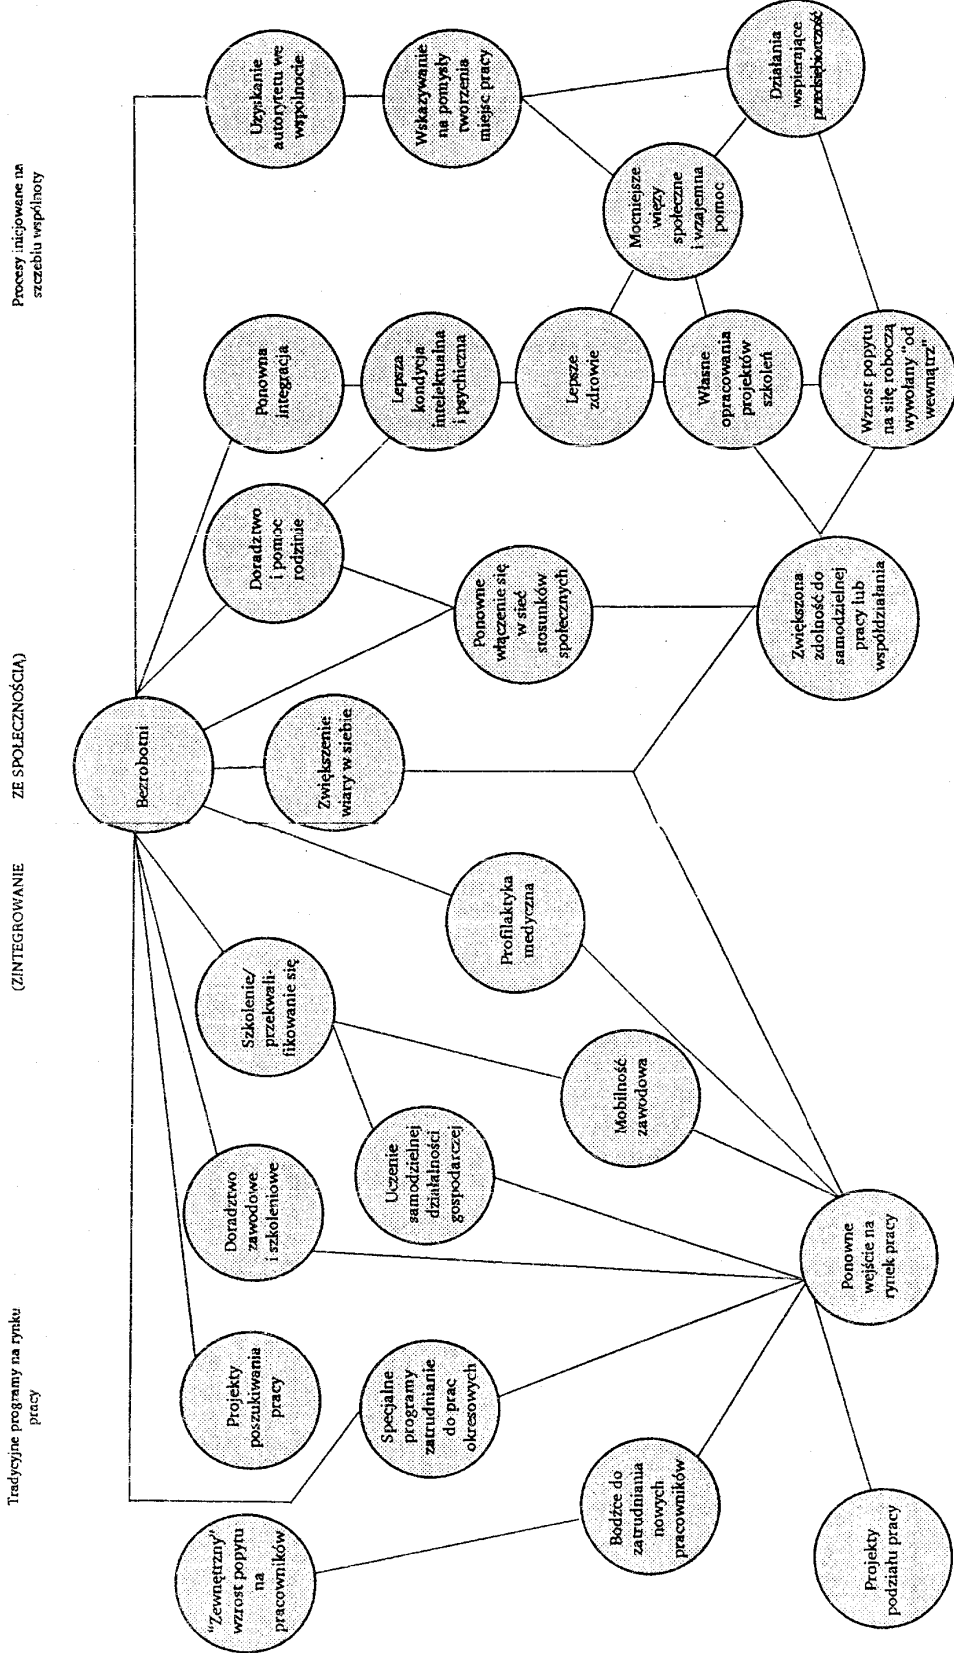 Tradycyjne programy na rynku
pracy
(ZINTEGROWANIE
ZE SPOŁECZNOŚCIĄ)
Procesy inicjowane na
szczeblu wspólnoty
Bezrobotni
"Zewnętrzny"
wzrost popytu
na
pracowników
Projekty
poszukiwania
pracy
Doradztwo
zawodowe
i szkoleniowe
Szkolenie/
przekwali-
fikowanie się
Zwiększenie
wiary w siebie
Doradztwo
i pomoc
rodzinie
Ponowna
integracja
Uzyskanie
autorytetu we
wspólnocie
Specjalne
programy
zatrudnianie
do prac
okresowych
Uczenie
samodzielnej
działalności
gospodarczej
Profilaktyka
medyczna
Ponowne
włączenie się
w sieć
stosunków
społecznych
Lepsza
kondycja
intelektualna
i psychiczna
Wskazywanie
na pomysły
tworzenia
miejsc pracy
Bodźce do
zatrudniania
nowych
pracowników
Mobilność
zawodowa
Lepsze
zdrowie
Mocniejsze
więzy
społeczne
i wzajemna
pomoc
Własne
opracowania
projektów
szkoleń
Projekty
podziału pracy
Ponowne
wejście na
rynek pracy
Zwiększona
zdolność do
samodzielnej
pracy lub
współdziałania
Wzrost popytu
na siłę roboczą
wywołany "od
wewnątrz"
Działania
wspierające
przedsiębiorczość